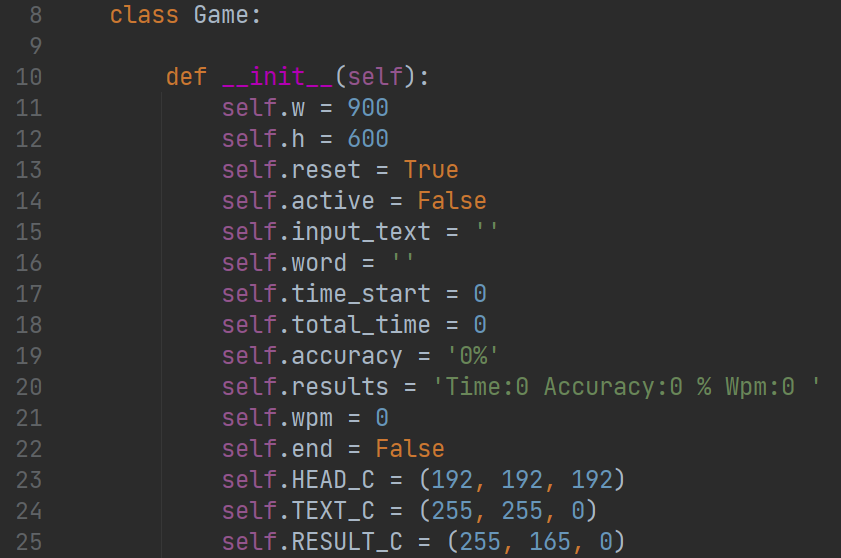 8 class Game:
9
10 def __init__(self):
11 self.w = 900
12 self.h = 600
13 self.reset = True
14 self.active = False
15 self.input_text = ''
16 self.word = ''
17 self.time_start = 0
18 self.total_time = 0
19 self.accuracy = '0%'
20 self.results = 'Time:0 Accuracy:0 % Wpm:0 '
21 self.wpm = 0
22 self.end = False
23 self.HEAD_C = (192, 192, 192)
24 self.TEXT_C = (255, 255, 0)
25 self.RESULT_C = (255, 165, 0)